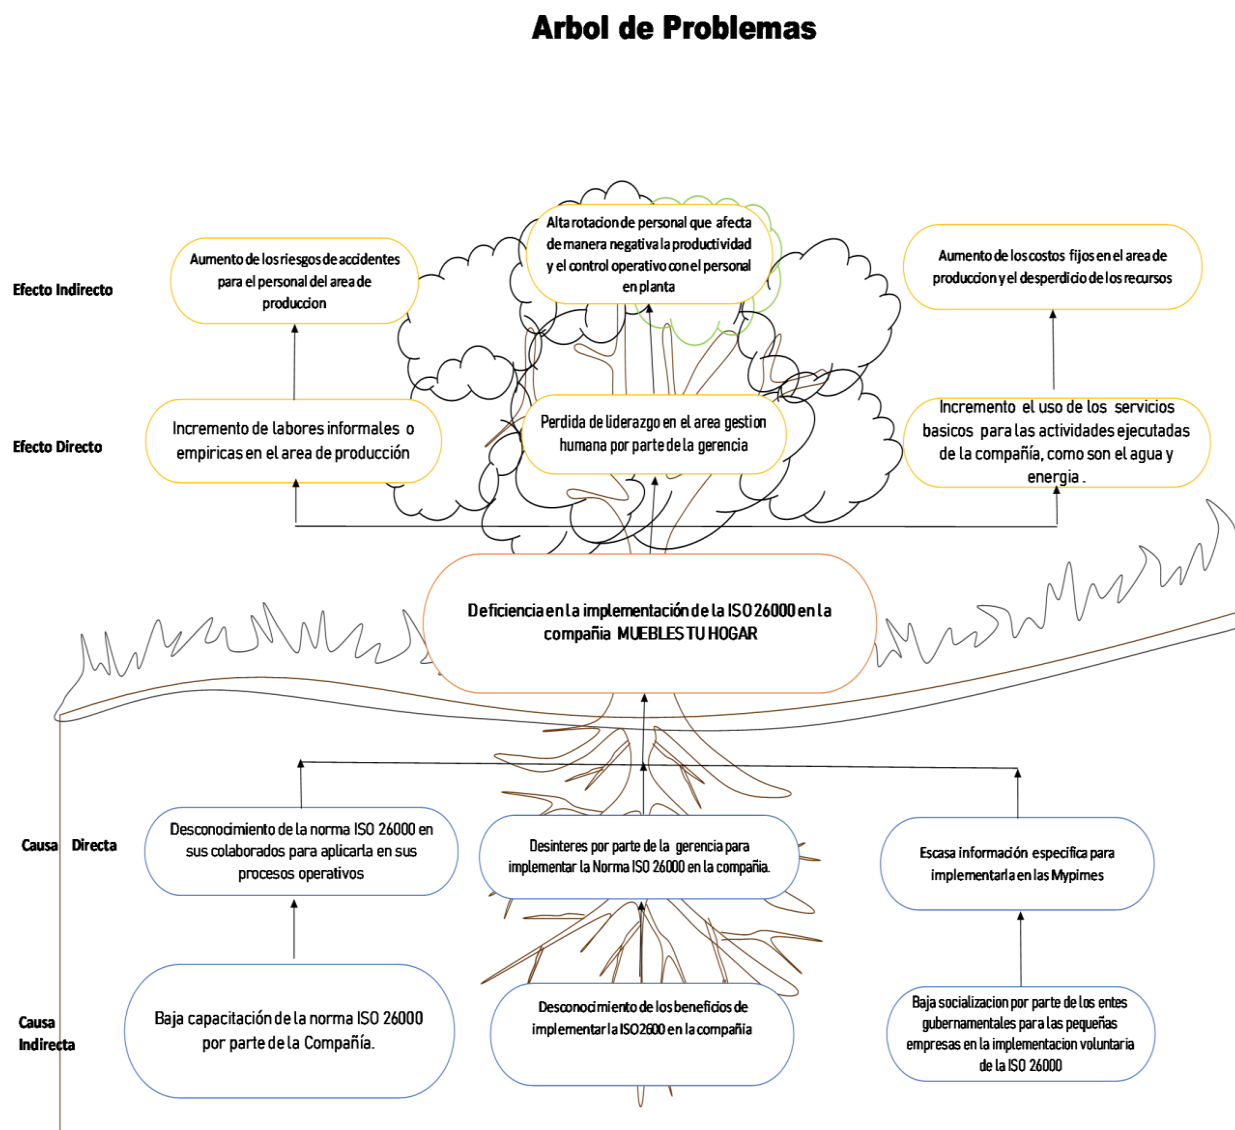 Arbol de Problemas
Efecto Indirecto
Aumento de los riesgos de accidentes
para el personal del area de
produccion
Alta rotacion de personal que afecta
de manera negativa la productividad
y el control operativo con el personal
en planta
Aumento de los costos fijos en el area de
produccion y el desperdicio de los recursos
Efecto Directo
Incremento de labores informales o
empiricas en el area de producción
Perdida de liderazgo en el area gestion
humana por parte de la gerencia
Incremento el uso de los servicios
basicos para las actividades ejecutadas
de la compañía, como son el agua y
energia .
Deficiencia en la implementación de la ISO 26000 en la
compañia MUEBLES TU HOGAR
Causa Directa
Desconocimiento de la norma ISO 26000 en
sus colaborados para aplicarla en sus
procesos operativos
Desinteres por parte de la gerencia para
implementar la Norma ISO 26000 en la compañia.
Escasa información especifica para
implementarla en las Mypimes
Causa
Indirecta
Baja capacitación de la norma ISO 26000
por parte de la Compañía.
Desconocimiento de los beneficios de
implementar la ISO2600 en la compañia
Baja socializacion por parte de los entes
gubernamentales para las pequeñas
empresas en la implementacion voluntaria
de la ISO 26000